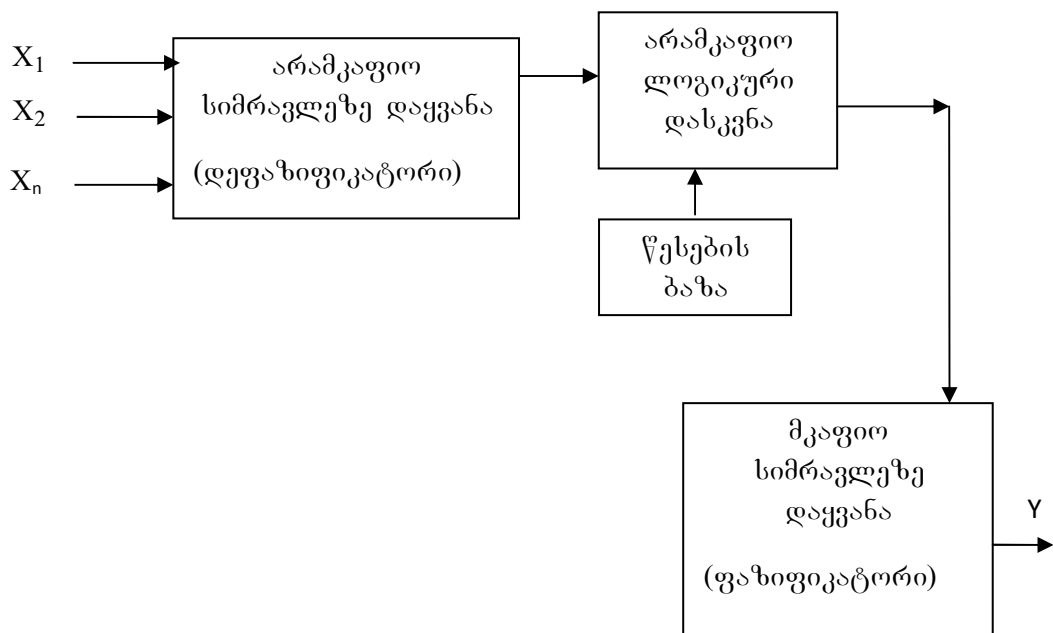 X₁
X₂
Xₙ
არამკაფიო
სიმრავლეზე დაყვანა
(დეფაზიფიკატორი)
არამკაფიო
ლოგიკური
დასკვნა
წესების
ბაზა
მკაფიო
სიმრავლეზე
დაყვანა
(ფაზიფიკატორი)
Y